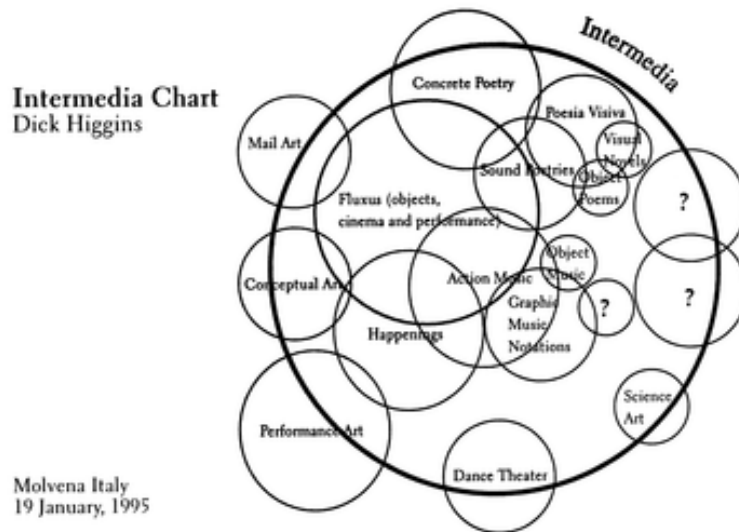 Intermedia Chart
Dick Higgins
Intermedia
Concrete Poetry
Poesia Visiva
Mail Art
Visual
Novels
Sound Poetries
Object
Poems
Fluxus (objects,
cinema and performance)
?
Object
Music
Conceptual Art
Action Music
Graphic
Music
Notations
?
?
Happenings
Science
Art
Performance Art
Dance Theater
Molvena Italy
19 January, 1995